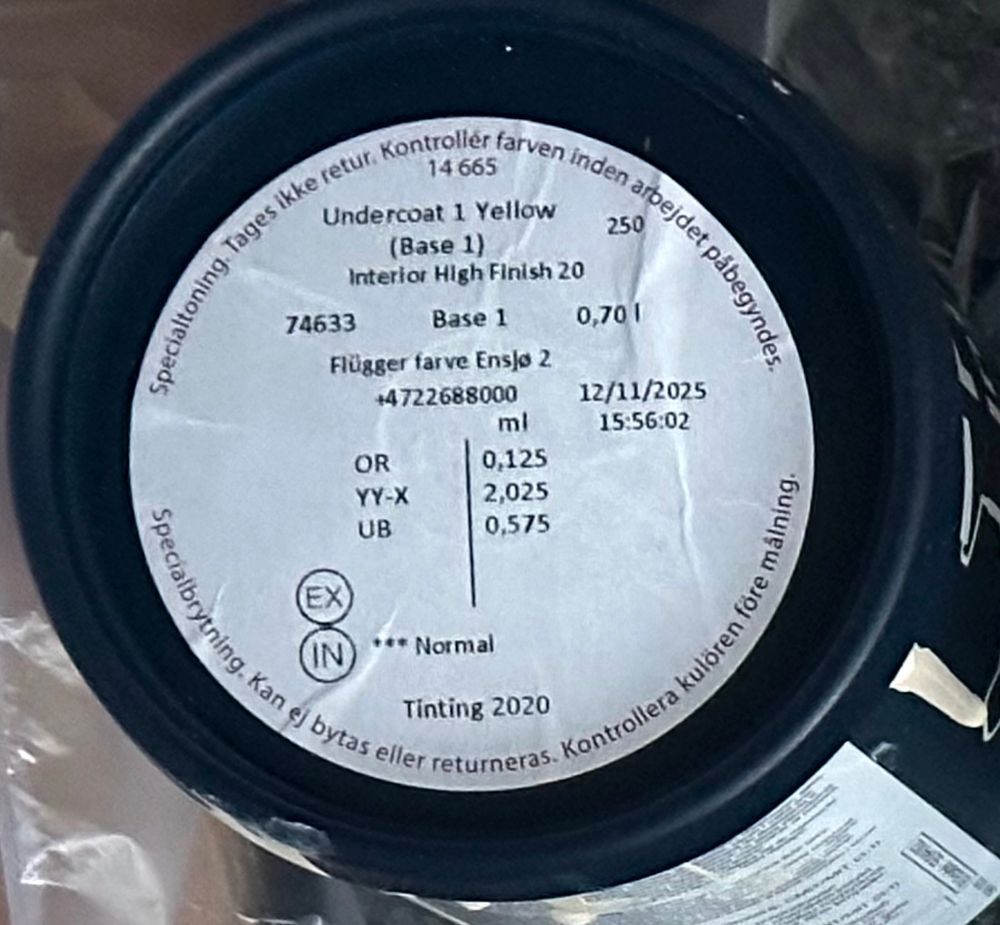 Specialtoning. Tages ikke retur. Kontrollér farven inden arbejdet påbegyndes.
14 665
Undercoat 1 Yellow 250
(Base 1)
Interior High Finish 20
74633 Base 1 0,70 l
Flügger farve Ensjø 2
+4722688000 12/11/2025
ml 15:56:02
OR 0,125
YY-X 2,025
UB 0,575
EX
IN *** Normal
Tinting 2020
Specialbrytning. Kan ej bytas eller returneras. Kontrollera kulören före målning.